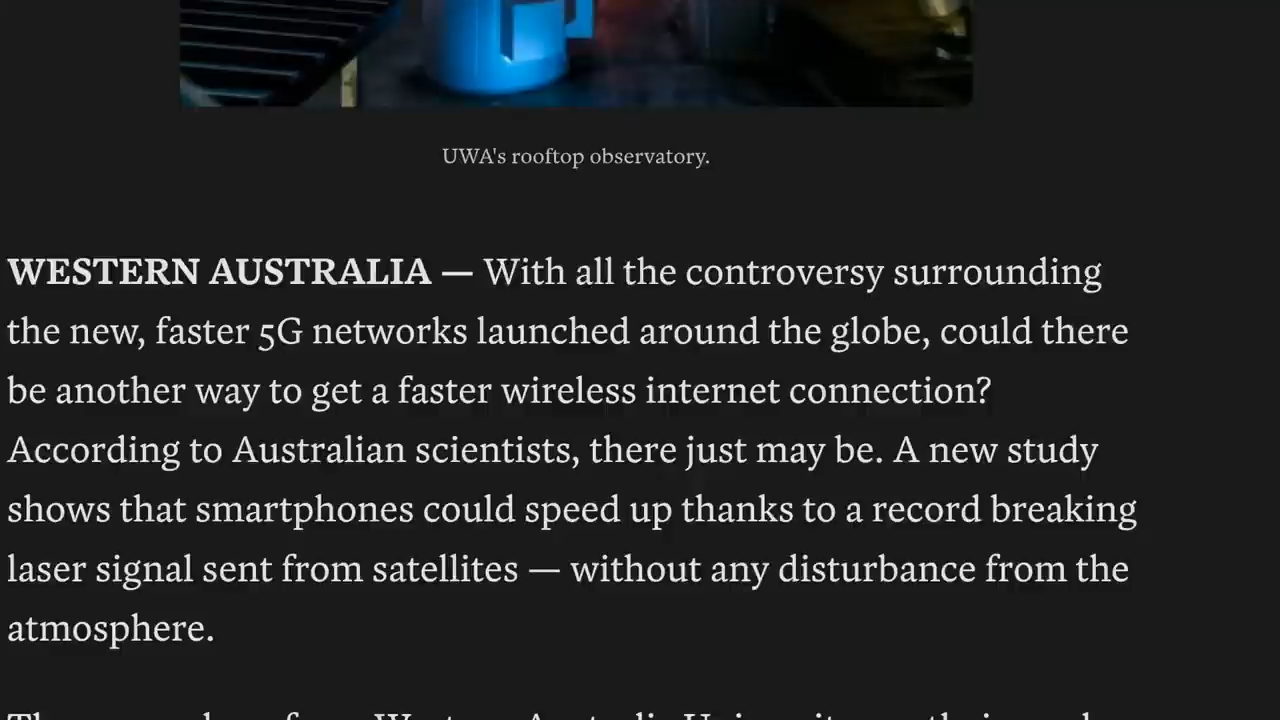 UWA's rooftop observatory.
WESTERN AUSTRALIA — With all the controversy surrounding
the new, faster 5G networks launched around the globe, could there
be another way to get a faster wireless internet connection?
According to Australian scientists, there just may be. A new study
shows that smartphones could speed up thanks to a record breaking
laser signal sent from satellites — without any disturbance from the
atmosphere.